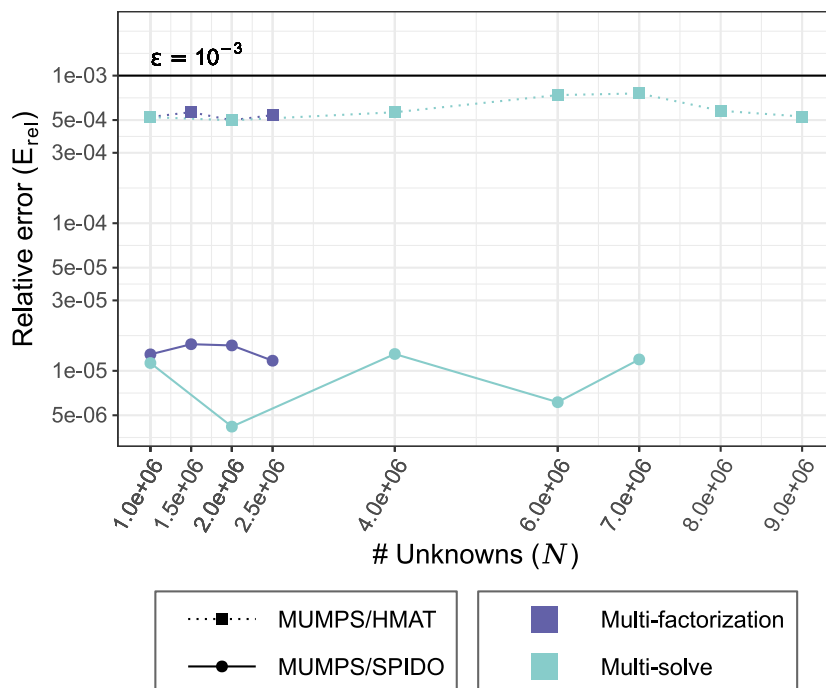 ε = 10⁻³
1e-03
5e-04
3e-04
1e-04
5e-05
3e-05
1e-05
5e-06
Relative error (E_rel)
1.0e+06
1.5e+06
2.0e+06
2.5e+06
4.0e+06
6.0e+06
7.0e+06
8.0e+06
9.0e+06
# Unknowns (N)
MUMPS/HMAT
MUMPS/SPIDO
Multi-factorization
Multi-solve